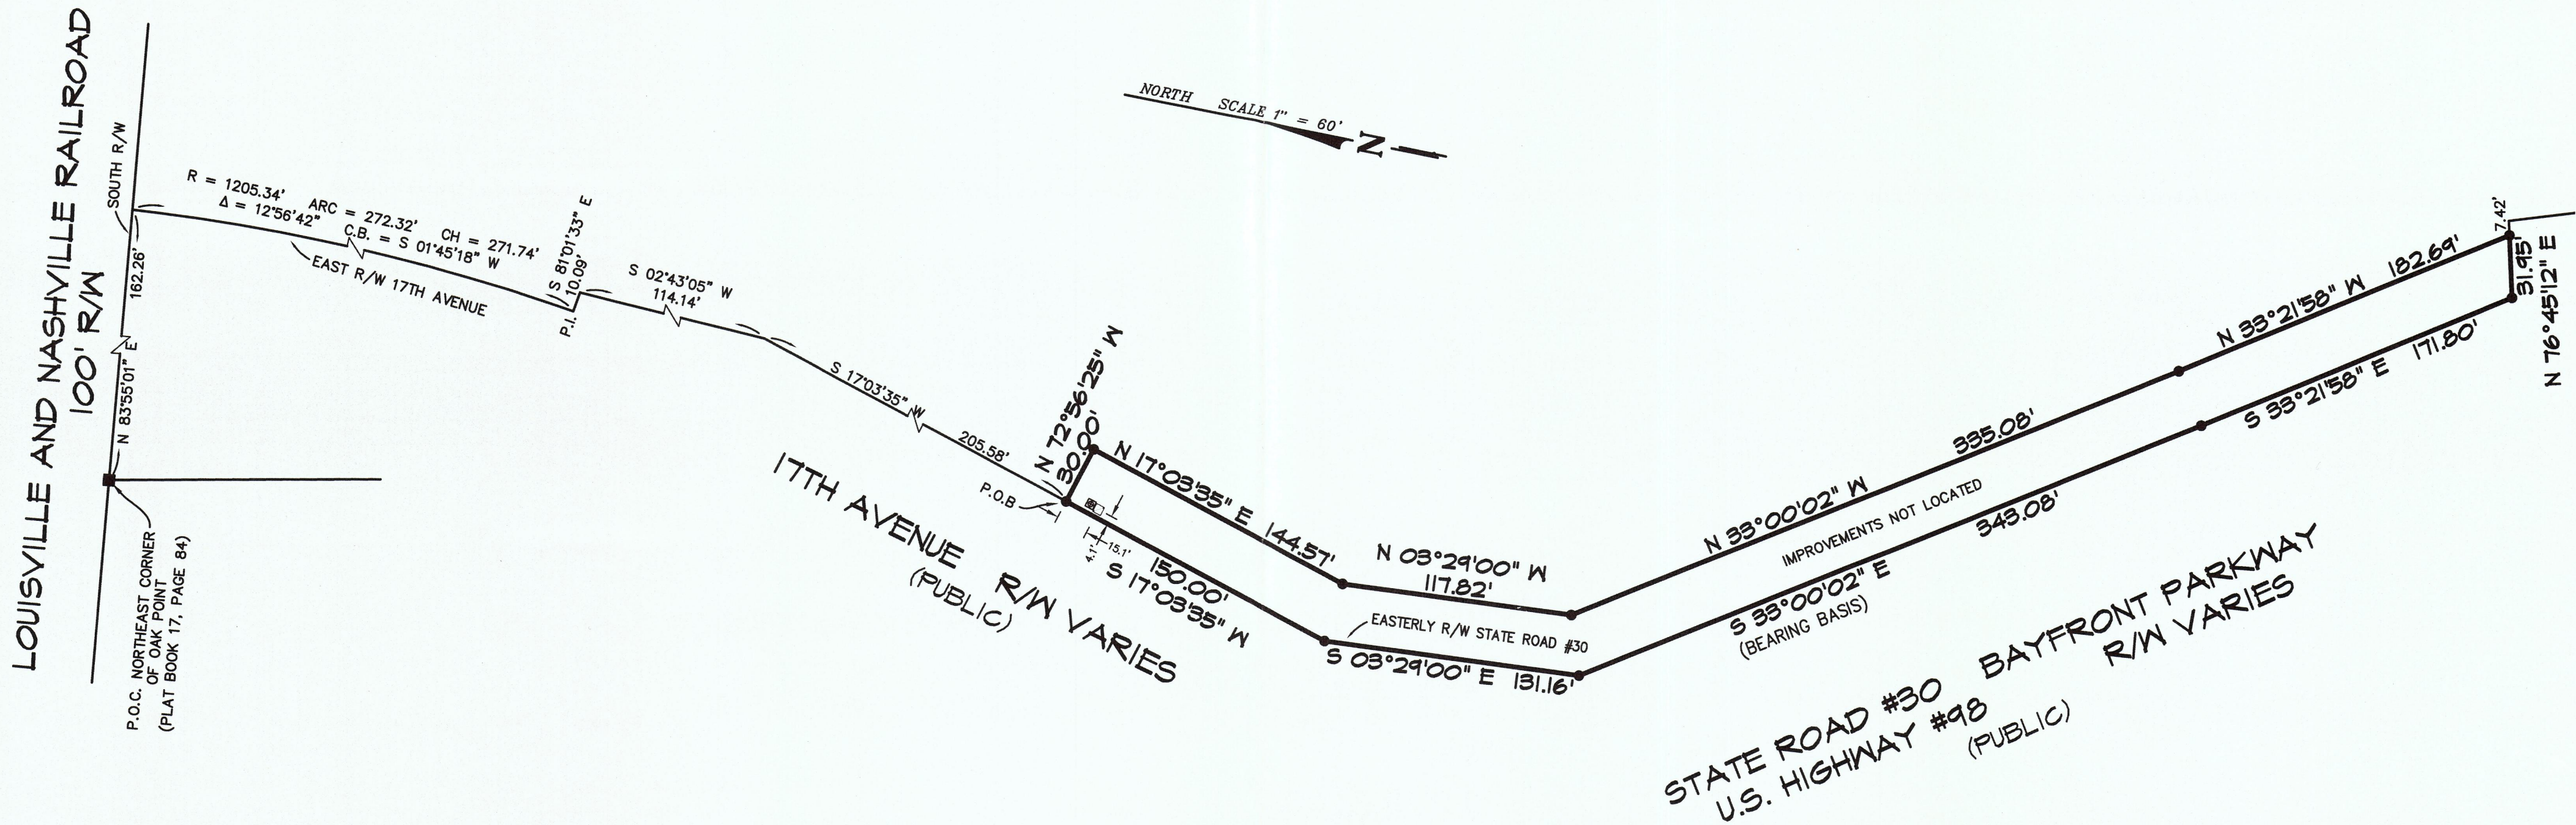 LOUISVILLE AND NASHVILLE RAILROAD
100' R/W
SOUTH R/W
162.26'
N 83°55'01" E
P.O.C. NORTHEAST CORNER
OF OAK POINT
(PLAT BOOK 17, PAGE 84)
R = 1205.34' ARC = 272.32' CH = 271.74'
Δ = 12°56'42" C.B. = S 01°45'18" W
EAST R/W 17TH AVENUE
P.I.
S 81°01'33" E
10.09'
S 02°43'05" W
114.14'
S 17°03'35" W
205.58'
P.O.B
NORTH SCALE 1" = 60'
N
N 72°56'25" W
30.00'
N 17°03'35" E 144.57'
4.1'
15.1'
150.00'
S 17°03'35" W
17TH AVENUE R/W VARIES
(PUBLIC)
N 03°29'00" W
117.82'
EASTERLY R/W STATE ROAD #30
S 03°29'00" E 131.16'
N 33°00'02" W 335.08'
IMPROVEMENTS NOT LOCATED
S 33°00'02" E 343.08'
(BEARING BASIS)
N 33°21'58" W 182.69'
S 33°21'58" E 171.80'
7.42'
31.95'
N 76°45'12" E
STATE ROAD #30 BAYFRONT PARKWAY
U.S. HIGHWAY #98 R/W VARIES
(PUBLIC)